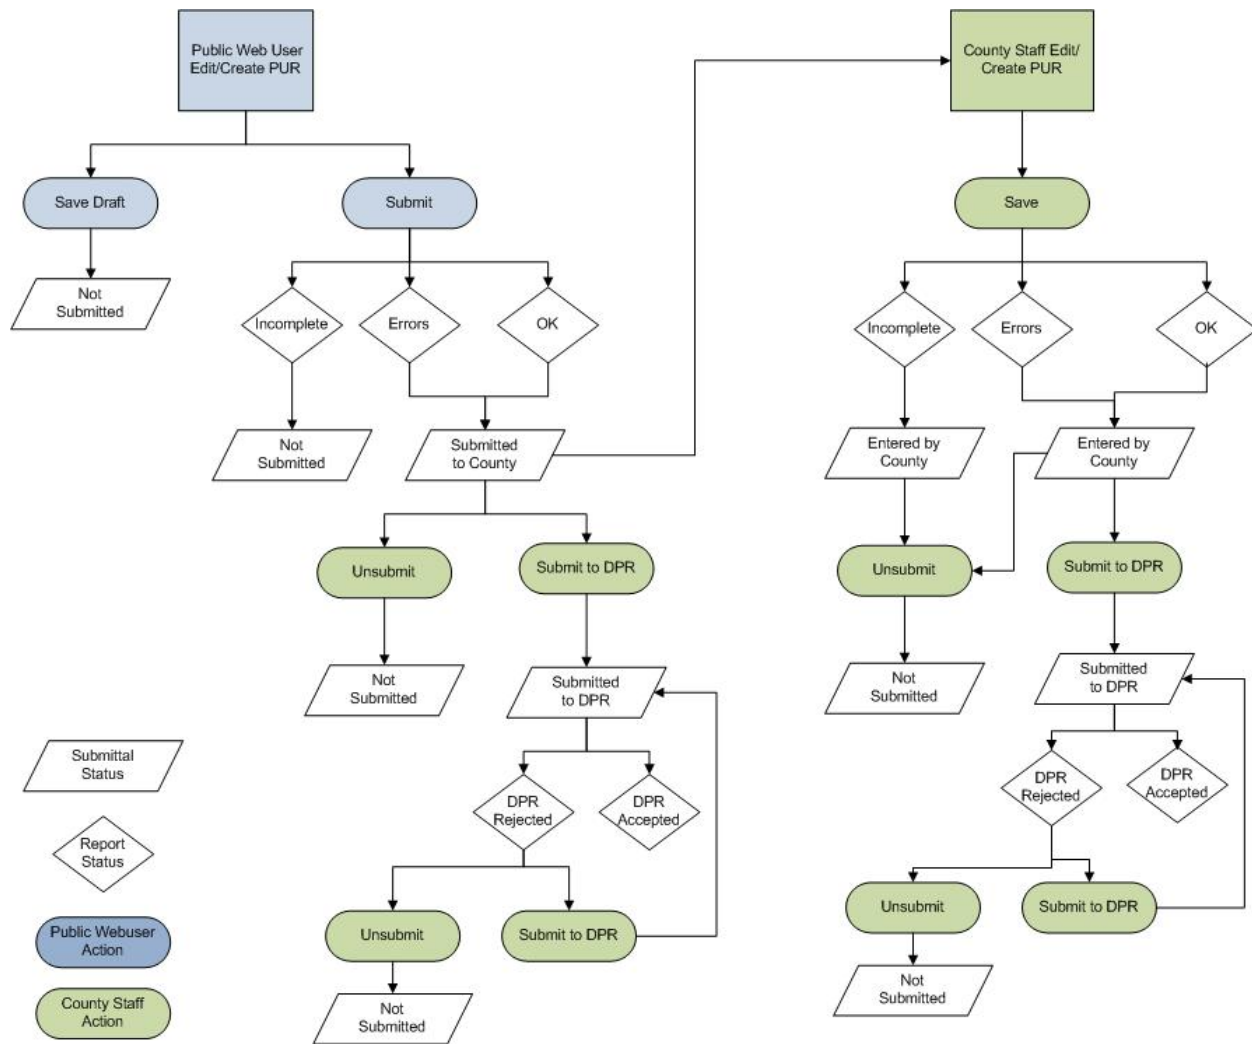 Public Web User
Edit/Create PUR
County Staff Edit/
Create PUR
Save Draft
Submit
Save
Not
Submitted
Incomplete
Errors
OK
Incomplete
Errors
OK
Not
Submitted
Submitted
to County
Entered by
County
Entered by
County
Unsubmit
Submit to DPR
Unsubmit
Submit to DPR
Not
Submitted
Submitted
to DPR
Not
Submitted
Submitted
to DPR
DPR
Rejected
DPR
Accepted
DPR
Rejected
DPR
Accepted
Unsubmit
Submit to DPR
Unsubmit
Submit to DPR
Not
Submitted
Not
Submitted
Submittal
Status
Report
Status
Public Webuser
Action
County Staff
Action